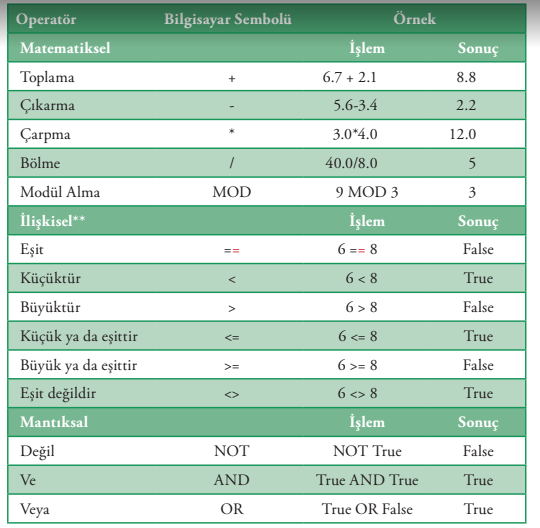 Operatör Bilgisayar Sembolü Örnek
Matematiksel İşlem Sonuç
Toplama + 6.7 + 2.1 8.8
Çıkarma - 5.6-3.4 2.2
Çarpma * 3.0*4.0 12.0
Bölme / 40.0/8.0 5
Modül Alma MOD 9 MOD 3 3
İlişkisel** İşlem Sonuç
Eşit == 6 == 8 False
Küçüktür < 6 < 8 True
Büyüktür > 6 > 8 False
Küçük ya da eşittir <= 6 <= 8 True
Büyük ya da eşittir >= 6 >= 8 False
Eşit değildir <> 6 <> 8 True
Mantıksal İşlem Sonuç
Değil NOT NOT True False
Ve AND True AND True True
Veya OR True OR False True